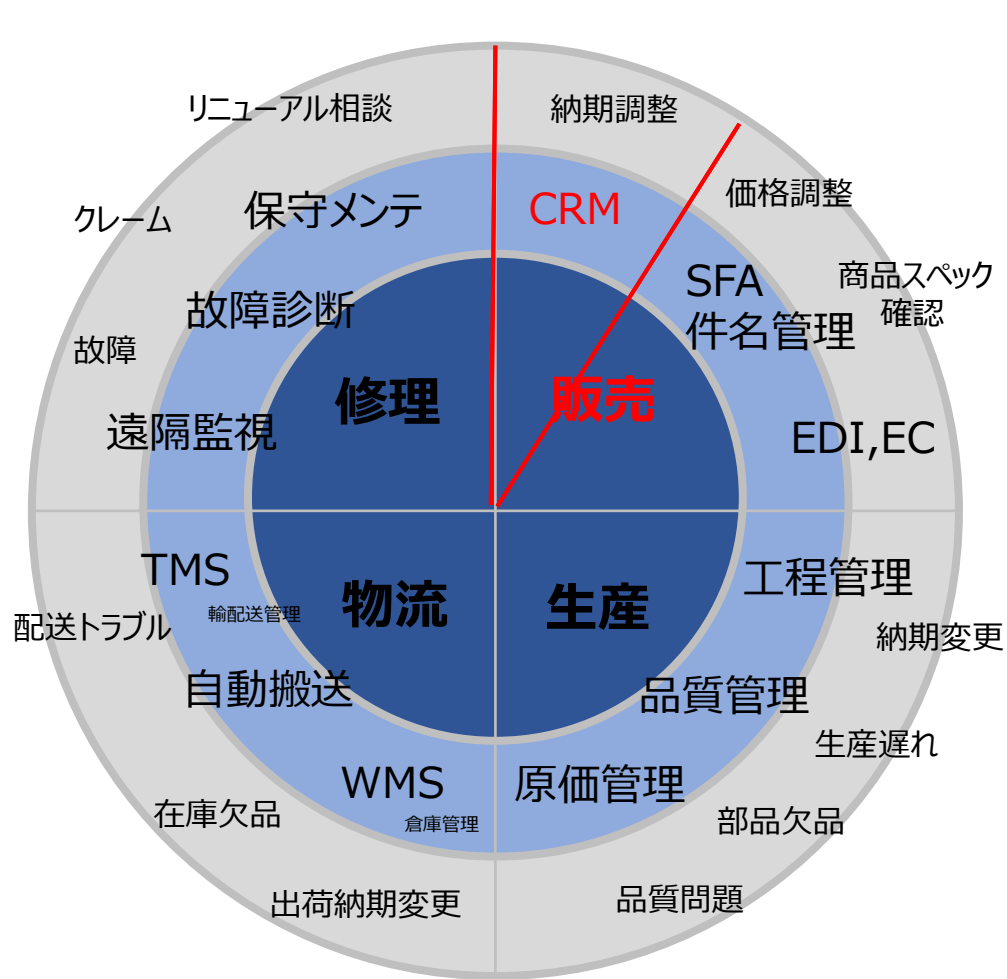 リニューアル相談
納期調整
クレーム
保守メンテ
CRM
価格調整
故障診断
SFA
件名管理
商品スペック
確認
故障
修理
販売
遠隔監視
EDI,EC
TMS
輸配送管理
物流
生産
工程管理
配送トラブル
納期変更
自動搬送
品質管理
生産遅れ
WMS
倉庫管理
原価管理
在庫欠品
部品欠品
出荷納期変更
品質問題